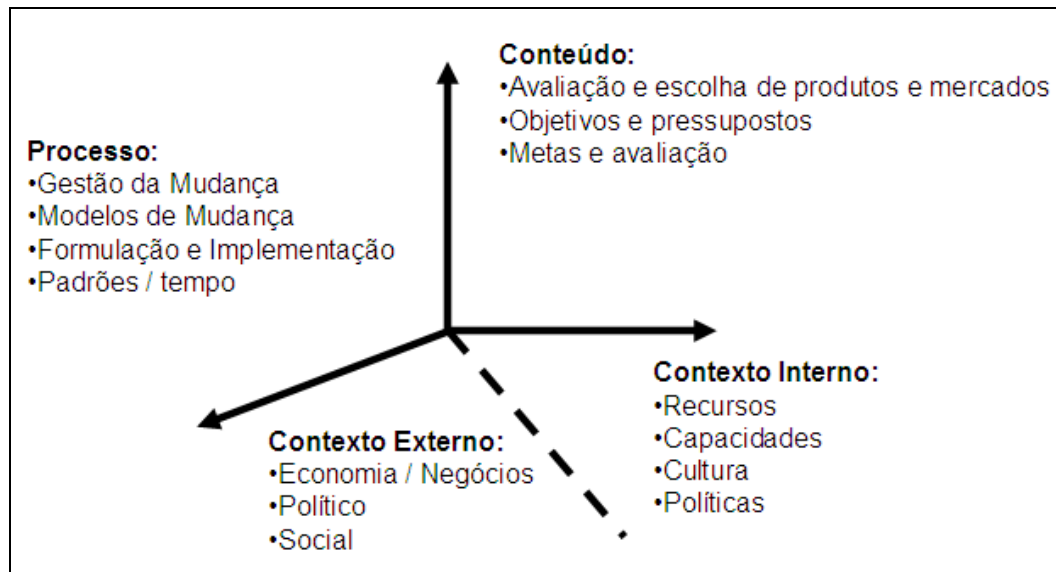 Conteúdo:
•Avaliação e escolha de produtos e mercados
•Objetivos e pressupostos
•Metas e avaliação
Processo:
•Gestão da Mudança
•Modelos de Mudança
•Formulação e Implementação
•Padrões / tempo
Contexto Interno:
•Recursos
•Capacidades
•Cultura
•Políticas
Contexto Externo:
•Economia / Negócios
•Político
•Social